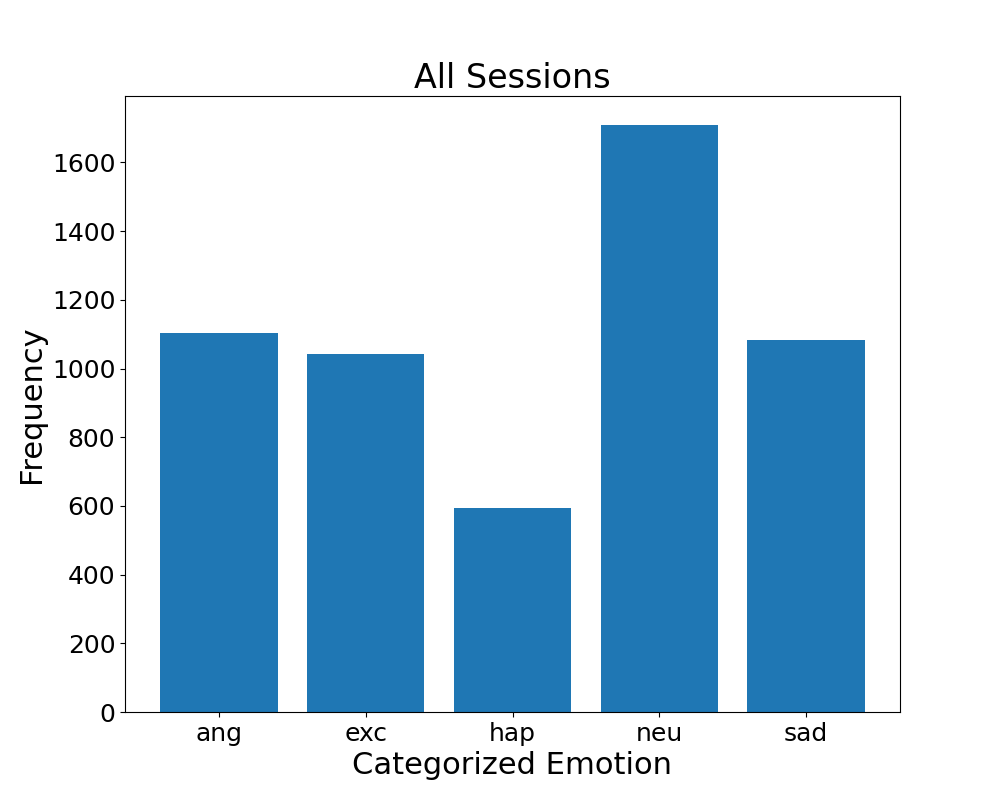 All Sessions
Frequency
1600
1400
1200
1000
800
600
400
200
0
ang exc hap neu sad
Categorized Emotion